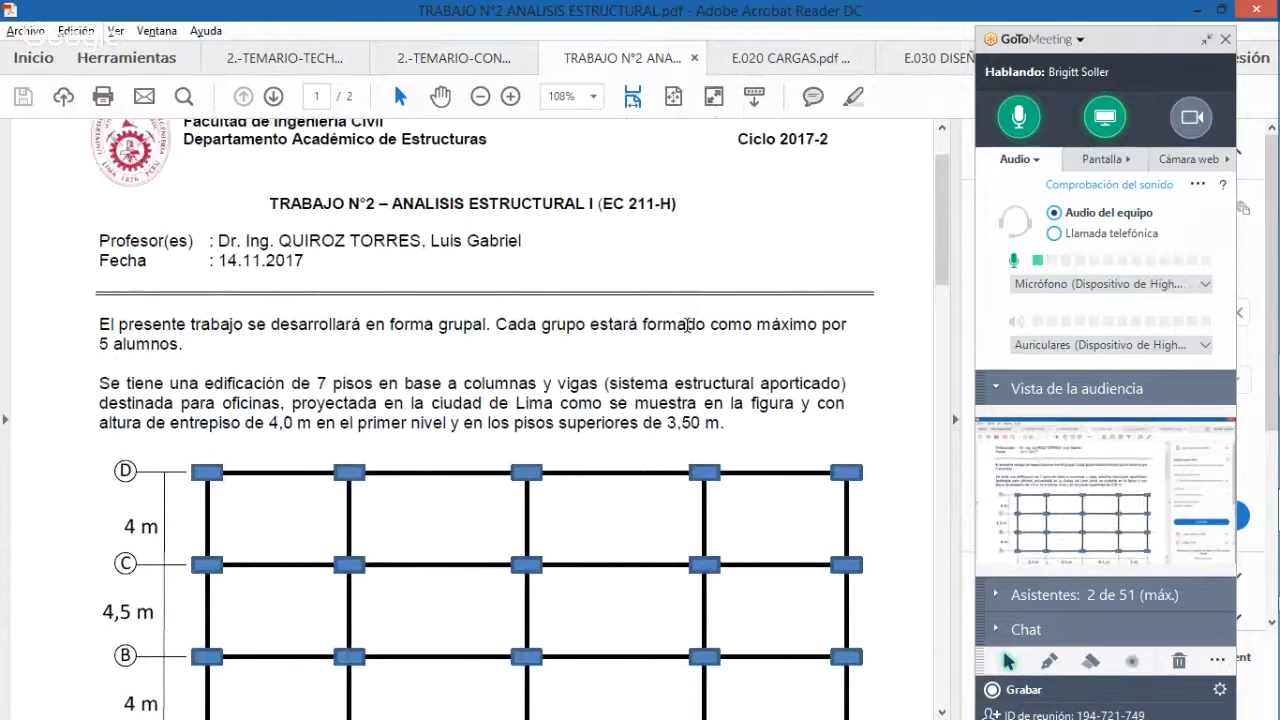 TRABAJO N°2 ANALISIS ESTRUCTURAL.pdf - Adobe Acrobat Reader DC
Archivo Edición Ver Ventana Ayuda
Google
Inicio Herramientas 2.-TEMARIO-TECH... 2.-TEMARIO-CON... TRABAJO N°2 ANA... × E.020 CARGAS.pdf ... E.030 DISEÑ
1 / 2 108%
Facultad de Ingeniería Civil
Departamento Académico de Estructuras Ciclo 2017-2
TRABAJO N°2 – ANALISIS ESTRUCTURAL I (EC 211-H)
Profesor(es) : Dr. Ing. QUIROZ TORRES, Luis Gabriel
Fecha : 14.11.2017
El presente trabajo se desarrollará en forma grupal. Cada grupo estará formado como máximo por
5 alumnos.
Se tiene una edificación de 7 pisos en base a columnas y vigas (sistema estructural aporticado)
destinada para oficinas, proyectada en la ciudad de Lima como se muestra en la figura y con
altura de entrepiso de 4,0 m en el primer nivel y en los pisos superiores de 3,50 m.
D
4 m
C
4,5 m
B
4 m
GoToMeeting
Hablando: Brigitt Soller
Audio Pantalla Cámara web
Comprobación del sonido ... ?
Audio del equipo
Llamada telefónica
Micrófono (Dispositivo de High...
Auriculares (Dispositivo de High...
Vista de la audiencia
Asistentes: 2 de 51 (máx.)
Chat
Grabar
ID de reunión: 194-721-749